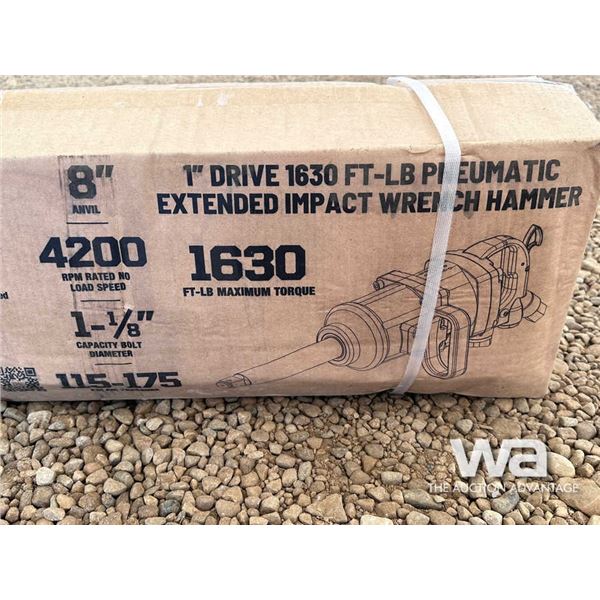 8"
ANVIL
1" DRIVE 1630 FT-LB PNEUMATIC
EXTENDED IMPACT WRENCH HAMMER
4200
RPM RATED NO
LOAD SPEED
1630
FT-LB MAXIMUM TORQUE
1-1/8"
CAPACITY BOLT
DIAMETER
115-175
wa
THE AUCTION ADVANTAGE